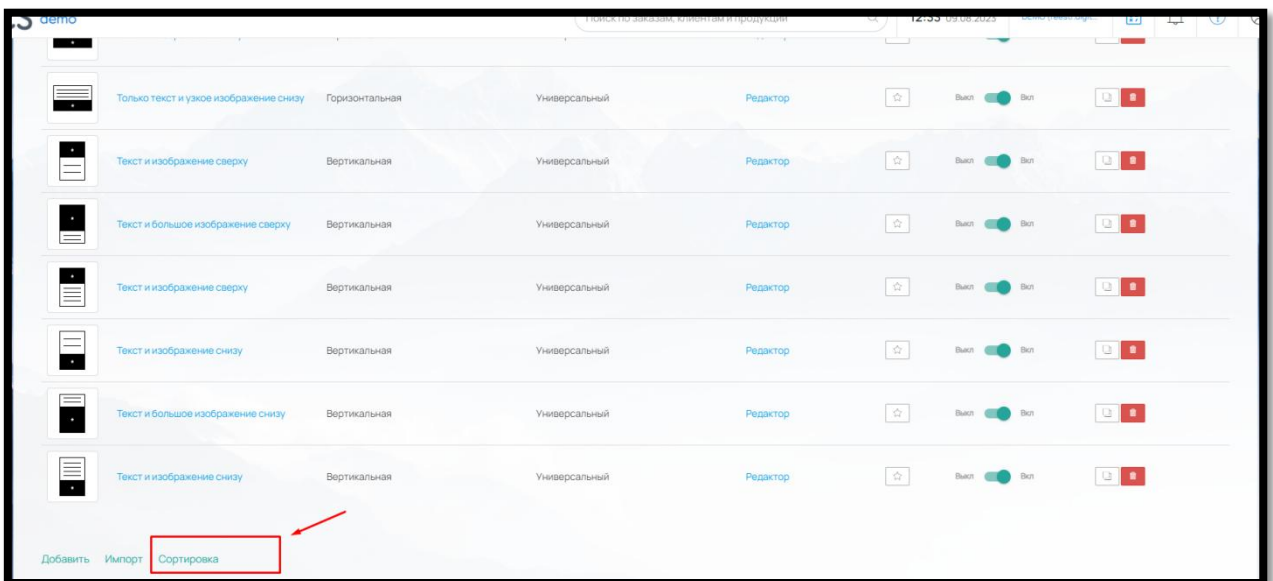 demo
Поиск по заказам, клиентам и продукции
12:53 09.08.2023
Только текст и узкое изображение снизу Горизонтальная Универсальный Редактор Выкл Вкл
Текст и изображение сверху Вертикальная Универсальный Редактор Выкл Вкл
Текст и большое изображение сверху Вертикальная Универсальный Редактор Выкл Вкл
Текст и изображение сверху Вертикальная Универсальный Редактор Выкл Вкл
Текст и изображение снизу Вертикальная Универсальный Редактор Выкл Вкл
Текст и большое изображение снизу Вертикальная Универсальный Редактор Выкл Вкл
Текст и изображение снизу Вертикальная Универсальный Редактор Выкл Вкл
Добавить Импорт Сортировка